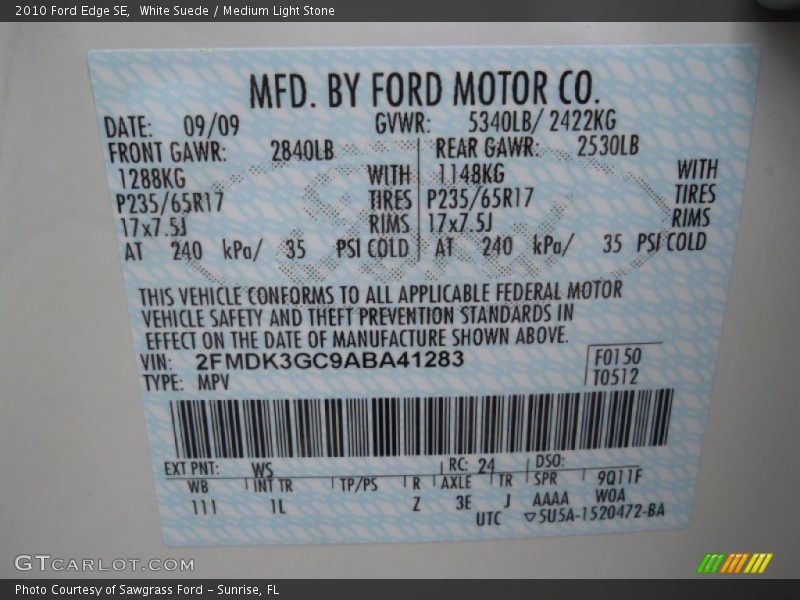 2010 Ford Edge SE, White Suede / Medium Light Stone
MFD. BY FORD MOTOR CO.
DATE: 09/09 GVWR: 5340LB/ 2422KG
FRONT GAWR: 2840LB REAR GAWR: 2530LB
1288KG WITH 1148KG WITH
P235/65R17 TIRES P235/65R17 TIRES
17x7.5J RIMS 17x7.5J RIMS
AT 240 kPa/ 35 PSI COLD AT 240 kPa/ 35 PSI COLD
THIS VEHICLE CONFORMS TO ALL APPLICABLE FEDERAL MOTOR
VEHICLE SAFETY AND THEFT PREVENTION STANDARDS IN
EFFECT ON THE DATE OF MANUFACTURE SHOWN ABOVE.
VIN: 2FMDK3GC9ABA41283 F0150
TYPE: MPV T0512
EXT PNT: WS RC: 24 DSO:
WB INT TR TP/PS R AXLE TR SPR 9Q11F
111 1L Z 3E J AAAA W0A
UTC ▽5U5A-1520472-BA
GTCARLOT.COM
Photo Courtesy of Sawgrass Ford - Sunrise, FL